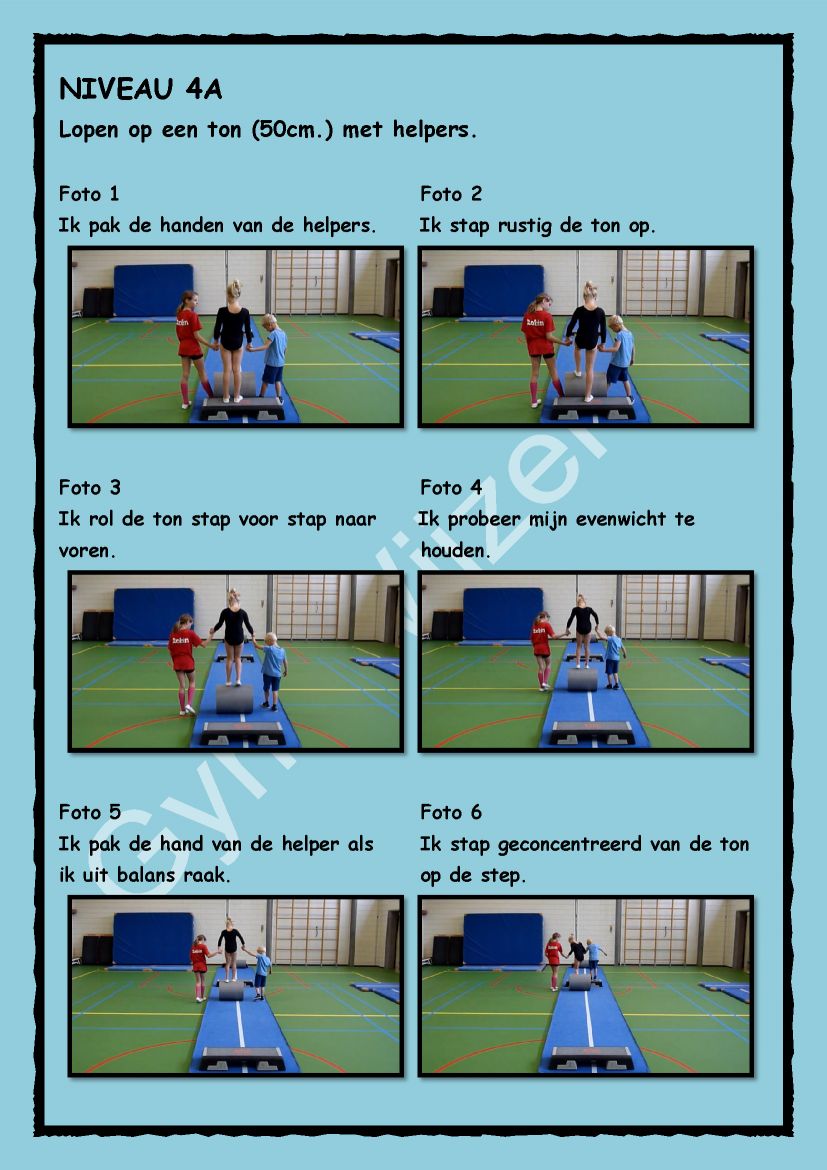 NIVEAU 4A
Lopen op een ton (50cm.) met helpers.
Foto 1
Ik pak de handen van de helpers.
Foto 2
Ik stap rustig de ton op.
Foto 3
Ik rol de ton stap voor stap naar
voren.
Foto 4
Ik probeer mijn evenwicht te
houden.
Foto 5
Ik pak de hand van de helper als
ik uit balans raak.
Foto 6
Ik stap geconcentreerd van de ton
op de step.